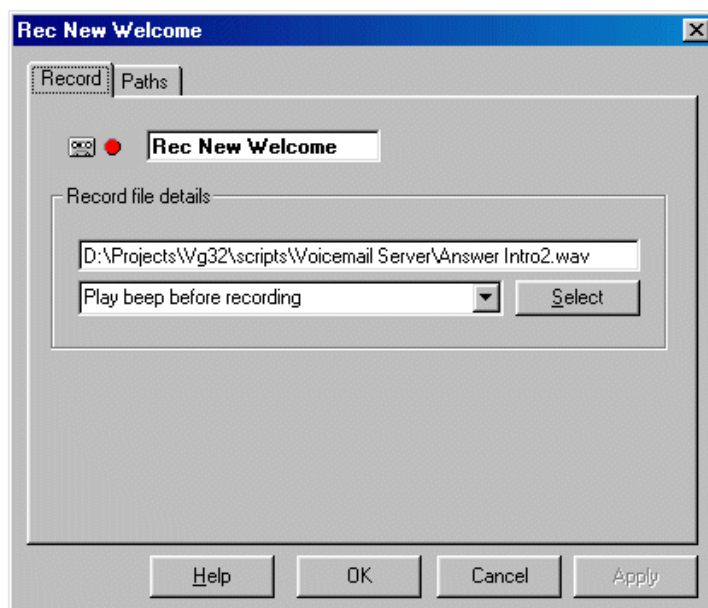 Rec New Welcome
Record Paths
Rec New Welcome
Record file details
D:\Projects\Vg32\scripts\Voicemail Server\Answer Intro2.wav
Play beep before recording Select
Help OK Cancel Apply